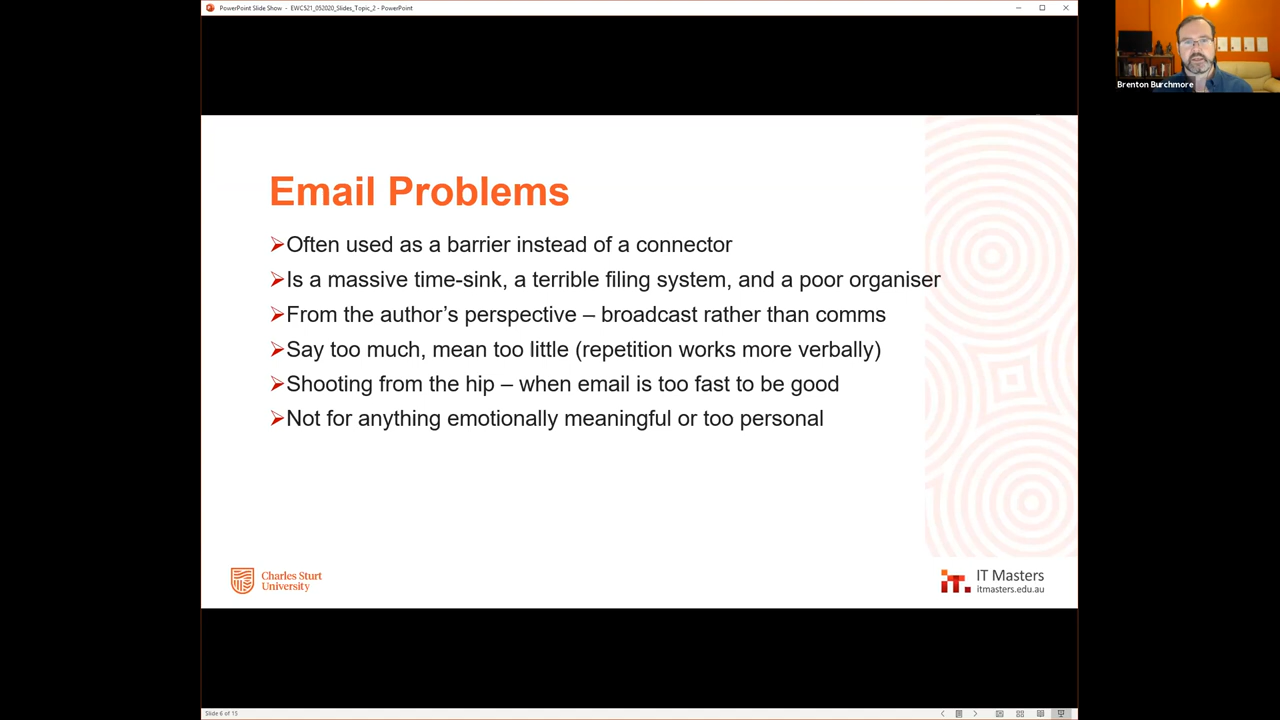 PowerPoint Slide Show - EWC521_052020_Slides_Topic_2 - PowerPoint
Brenton Burchmore
Email Problems
Often used as a barrier instead of a connector
Is a massive time-sink, a terrible filing system, and a poor organiser
From the author’s perspective – broadcast rather than comms
Say too much, mean too little (repetition works more verbally)
Shooting from the hip – when email is too fast to be good
Not for anything emotionally meaningful or too personal
Charles Sturt
University
IT Masters
itmasters.edu.au
Slide 6 of 15